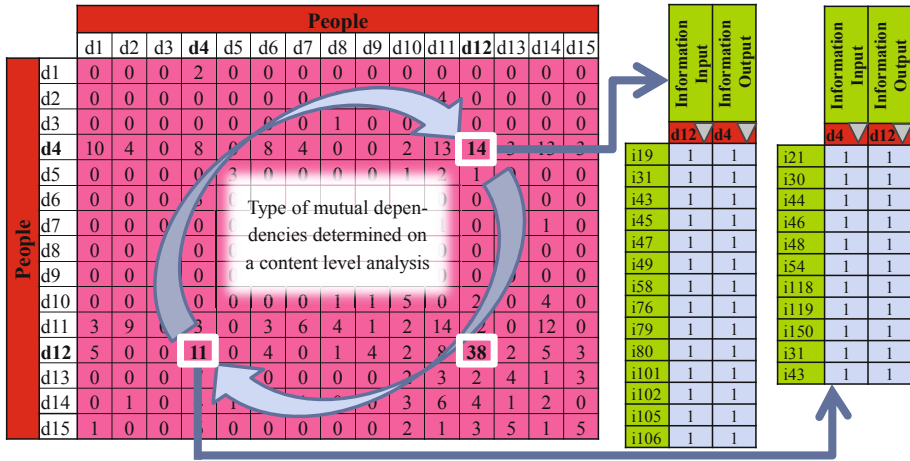 People
d1 d2 d3 d4 d5 d6 d7 d8 d9 d10 d11 d12 d13 d14 d15
People
d1 0 0 0 2 0 0 0 0 0 0 0 0 0 0 0
d2 0 0 0 0 0 0 0 4 0 0 0 0
d3 0 0 0 0 0 1 0 0 0 0 0 0
d4 10 4 0 8 0 8 4 0 0 2 13 14 3 13 3
d5 0 0 0 0 3 0 0 0 0 1 2 1 0 0
d6 0 0 0 0 0 0
d7 0 0 0 0 1 0
d8 0 0 0 0 0 0
d9 0 0 0 0 0 0
d10 0 0 0 0 0 0 1 1 5 0 2 0 4 0
d11 3 9 3 0 3 6 4 1 2 14 2 0 12 0
d12 5 0 0 11 0 4 0 1 4 2 8 38 2 5 3
d13 0 0 0 0 0 0 0 2 3 2 4 1 3
d14 0 1 0 0 3 6 4 1 2 0
d15 1 0 0 0 0 0 0 0 2 1 3 5 1 5
Type of mutual depen-
dencies determined on
a content level analysis
Information Input
Information Output
d12 d4
i19 1 1
i31 1 1
i43 1 1
i45 1 1
i47 1 1
i49 1 1
i58 1 1
i76 1 1
i79 1 1
i80 1 1
i101 1 1
i102 1 1
i105 1 1
i106 1 1
Information Input
Information Output
d4 d12
i21 1 1
i30 1 1
i44 1 1
i46 1 1
i48 1 1
i54 1 1
i118 1 1
i119 1 1
i150 1 1
i31 1 1
i43 1 1